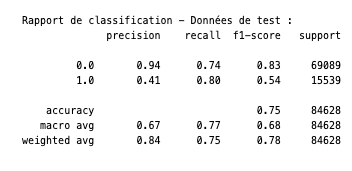 Rapport de classification – Données de test :
precision recall f1-score support
0.0 0.94 0.74 0.83 69089
1.0 0.41 0.80 0.54 15539
accuracy 0.75 84628
macro avg 0.67 0.77 0.68 84628
weighted avg 0.84 0.75 0.78 84628